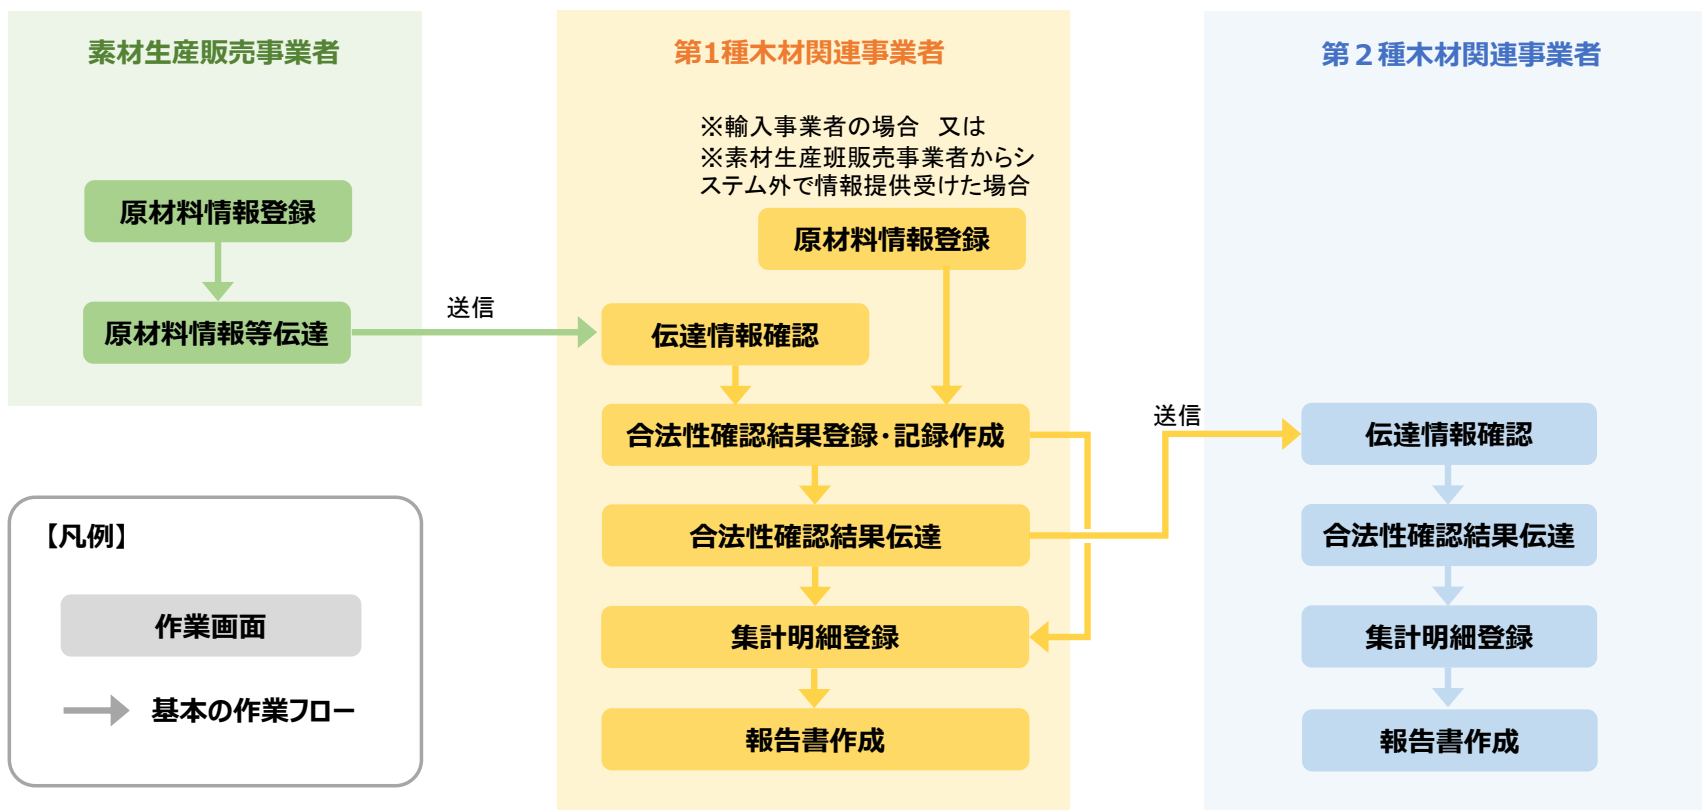 素材生産販売事業者
原材料情報登録
原材料情報等伝達
送信
第1種木材関連事業者
※輸入事業者の場合　又は
※素材生産班販売事業者からシ
ステム外で情報提供受けた場合
原材料情報登録
伝達情報確認
合法性確認結果登録・記録作成
合法性確認結果伝達
集計明細登録
報告書作成
送信
第２種木材関連事業者
伝達情報確認
合法性確認結果伝達
集計明細登録
報告書作成
【凡例】
作業画面
基本の作業フロー